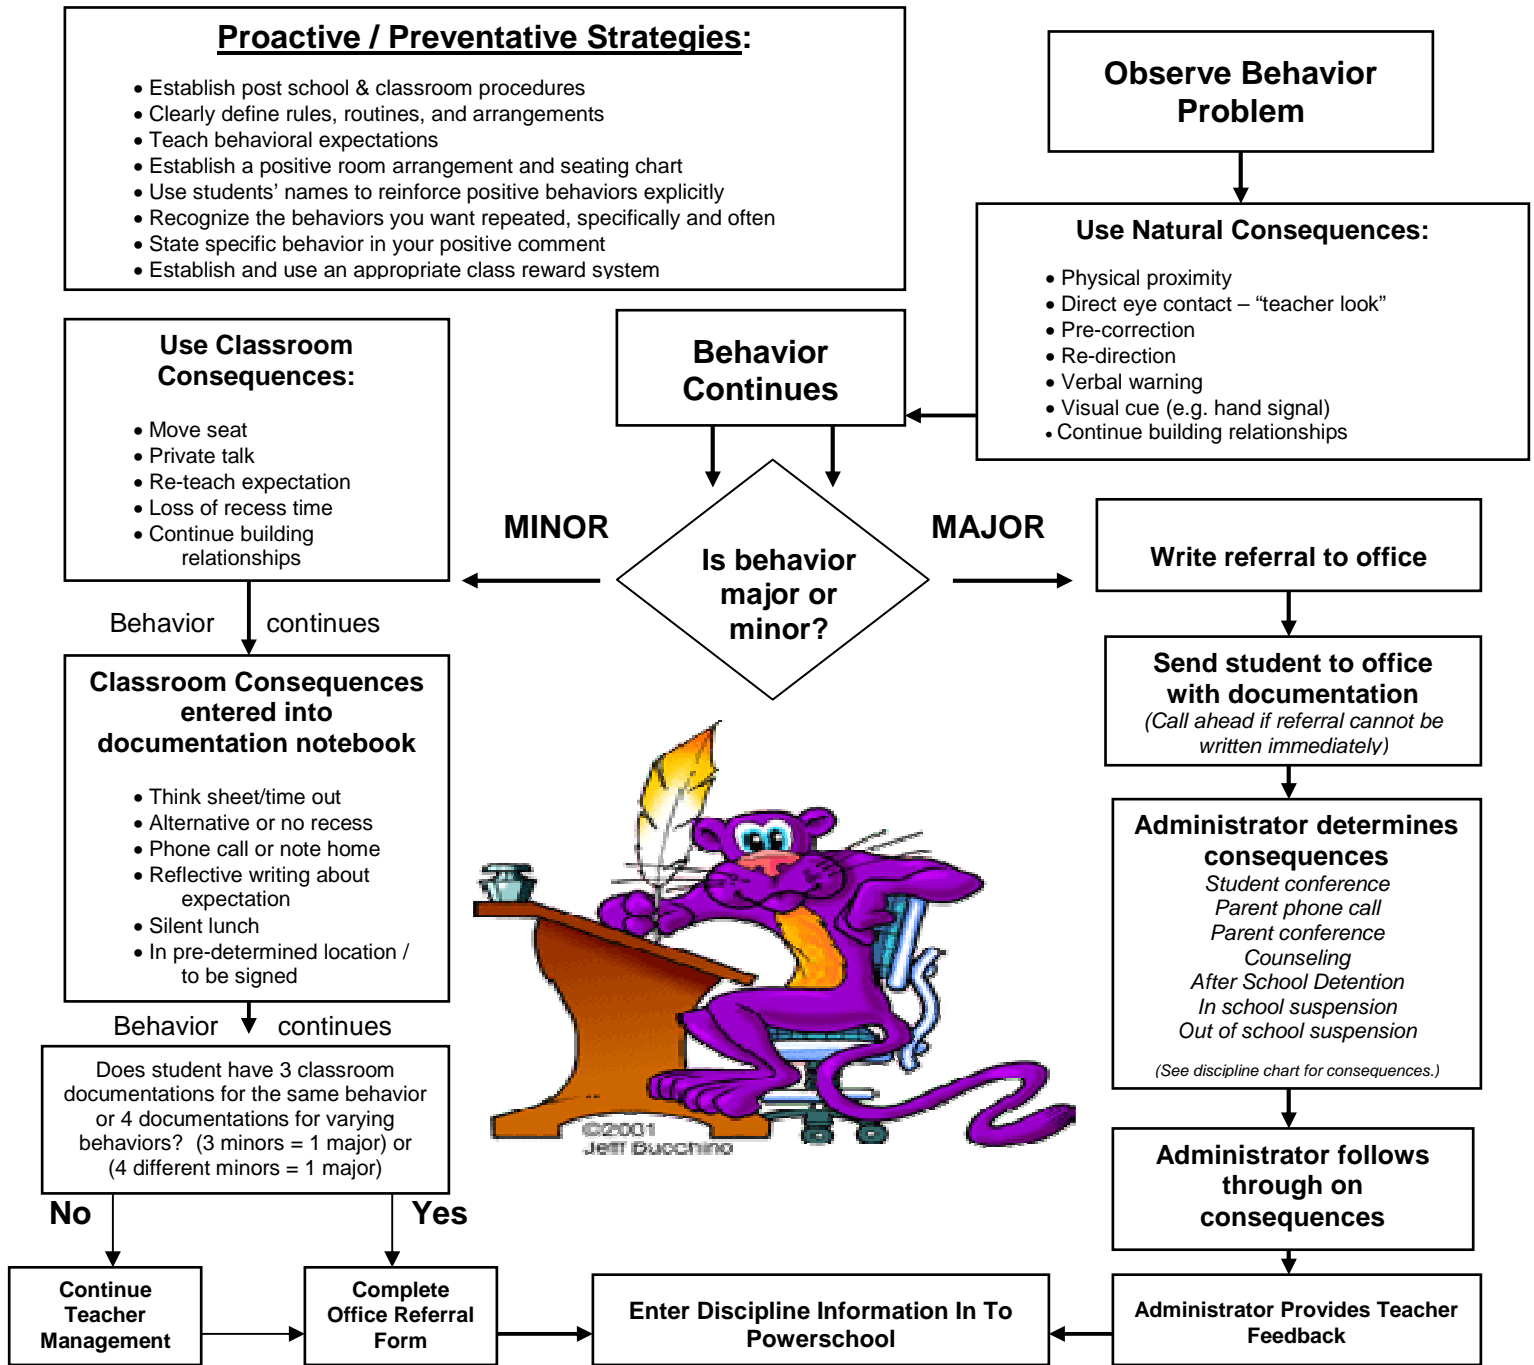 Proactive / Preventative Strategies:
• Establish post school & classroom procedures
• Clearly define rules, routines, and arrangements
• Teach behavioral expectations
• Establish a positive room arrangement and seating chart
• Use students’ names to reinforce positive behaviors explicitly
• Recognize the behaviors you want repeated, specifically and often
• State specific behavior in your positive comment
• Establish and use an appropriate class reward system
Observe Behavior
Problem
Use Natural Consequences:
• Physical proximity
• Direct eye contact – “teacher look”
• Pre-correction
• Re-direction
• Verbal warning
• Visual cue (e.g. hand signal)
• Continue building relationships
Behavior
Continues
Use Classroom
Consequences:
• Move seat
• Private talk
• Re-teach expectation
• Loss of recess time
• Continue building
relationships
MINOR
MAJOR
Is behavior
major or
minor?
Write referral to office
Behavior continues
Send student to office
with documentation
(Call ahead if referral cannot be
written immediately)
Classroom Consequences
entered into
documentation notebook
• Think sheet/time out
• Alternative or no recess
• Phone call or note home
• Reflective writing about
expectation
• Silent lunch
• In pre-determined location /
to be signed
Administrator determines
consequences
Student conference
Parent phone call
Parent conference
Counseling
After School Detention
In school suspension
Out of school suspension
(See discipline chart for consequences.)
Behavior continues
Does student have 3 classroom
documentations for the same behavior
or 4 documentations for varying
behaviors? (3 minors = 1 major) or
(4 different minors = 1 major)
©2001
Jeff Bucchino
Administrator follows
through on
consequences
No
Yes
Continue
Teacher
Management
Complete
Office Referral
Form
Enter Discipline Information In To
Powerschool
Administrator Provides Teacher
Feedback